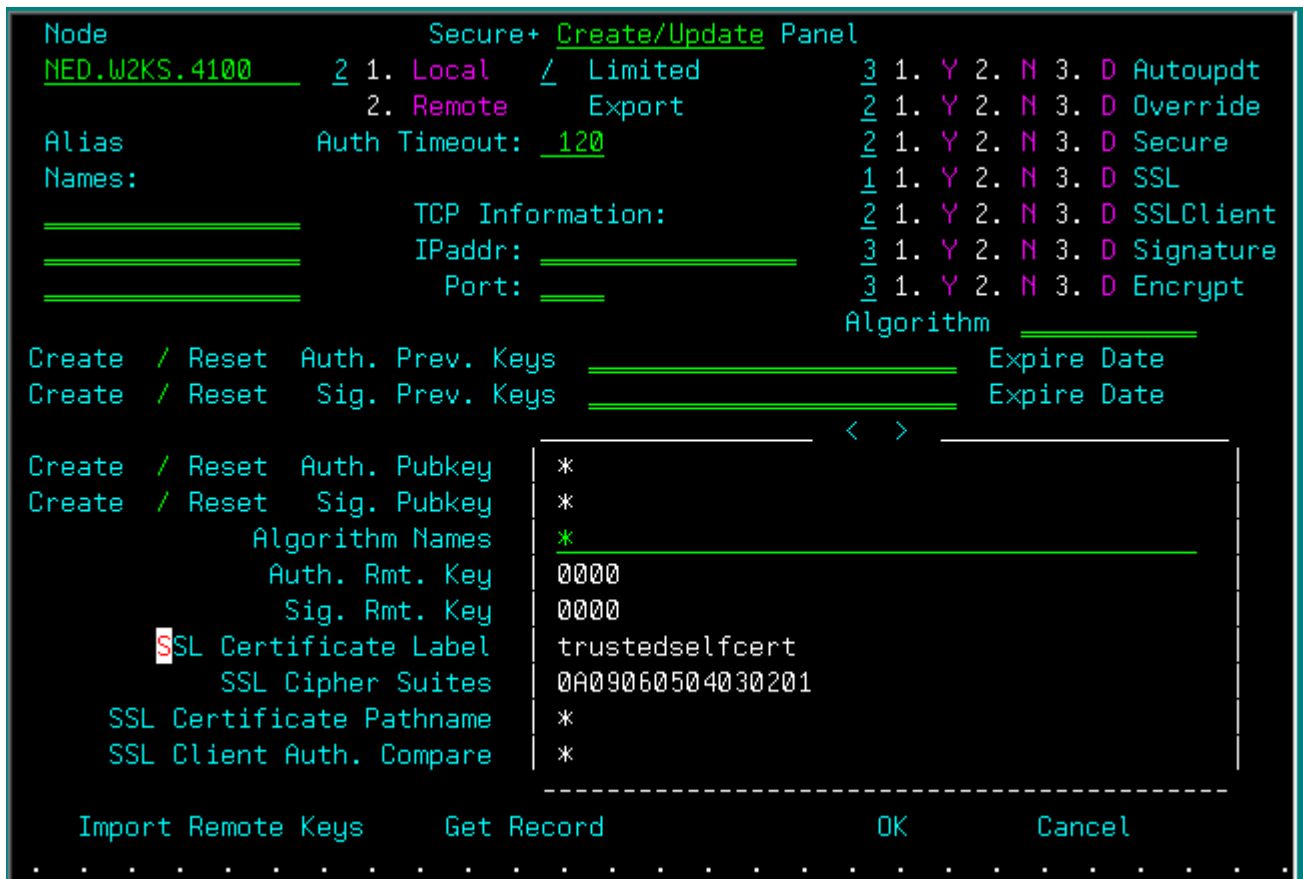 Node Secure+ Create/Update Panel
NED.W2KS.4100 2 1. Local / Limited 3 1. Y 2. N 3. D Autoupdt
2. Remote Export 2 1. Y 2. N 3. D Override
Alias Auth Timeout: 120 2 1. Y 2. N 3. D Secure
Names: 1 1. Y 2. N 3. D SSL
TCP Information: 2 1. Y 2. N 3. D SSLClient
IPaddr: 3 1. Y 2. N 3. D Signature
Port: 3 1. Y 2. N 3. D Encrypt
Algorithm
Create / Reset Auth. Prev. Keys Expire Date
Create / Reset Sig. Prev. Keys Expire Date
< >
Create / Reset Auth. Pubkey *
Create / Reset Sig. Pubkey *
Algorithm Names *
Auth. Rmt. Key 0000
Sig. Rmt. Key 0000
SSL Certificate Label trustedselfcert
SSL Cipher Suites 0A09060504030201
SSL Certificate Pathname *
SSL Client Auth. Compare *
Import Remote Keys Get Record OK Cancel